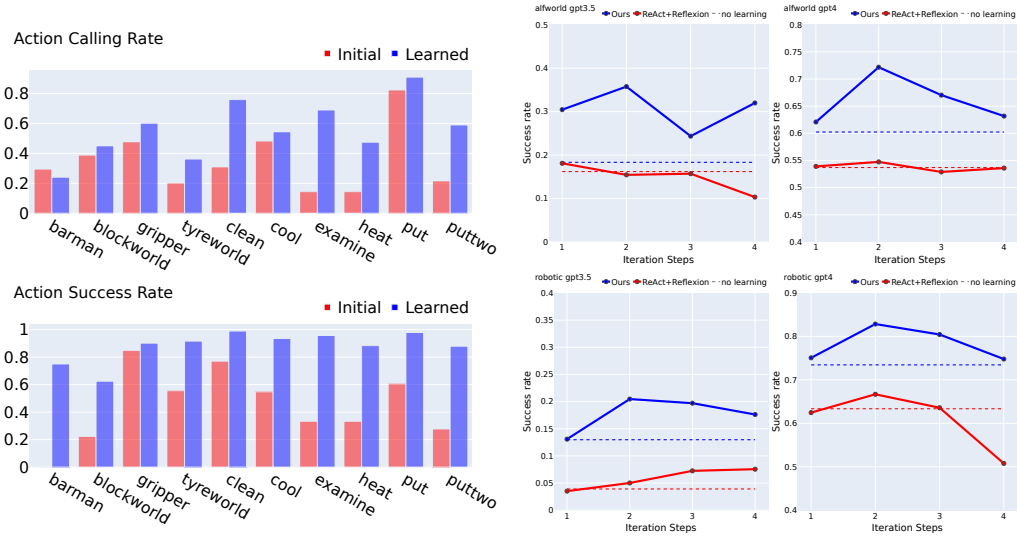 Action Calling Rate
Initial Learned
0.8
0.6
0.4
0.2
0
barman blockworld gripper tyreworld clean cool examine heat put puttwo
Action Success Rate
Initial Learned
1
0.8
0.6
0.4
0.2
0
barman blockworld gripper tyreworld clean cool examine heat put puttwo
alfworld gpt3.5
Ours ReAct+Reflexion no learning
0.5
0.4
0.3
0.2
0.1
0
Success rate
1 2 3 4
Iteration Steps
alfworld gpt4
Ours ReAct+Reflexion no learning
0.8
0.75
0.7
0.65
0.6
0.55
0.5
0.45
0.4
Success rate
1 2 3 4
Iteration Steps
robotic gpt3.5
Ours ReAct+Reflexion no learning
0.4
0.35
0.3
0.25
0.2
0.15
0.1
0.05
0
Success rate
1 2 3 4
Iteration Steps
robotic gpt4
Ours ReAct+Reflexion no learning
0.9
0.8
0.7
0.6
0.5
0.4
Success rate
1 2 3 4
Iteration Steps